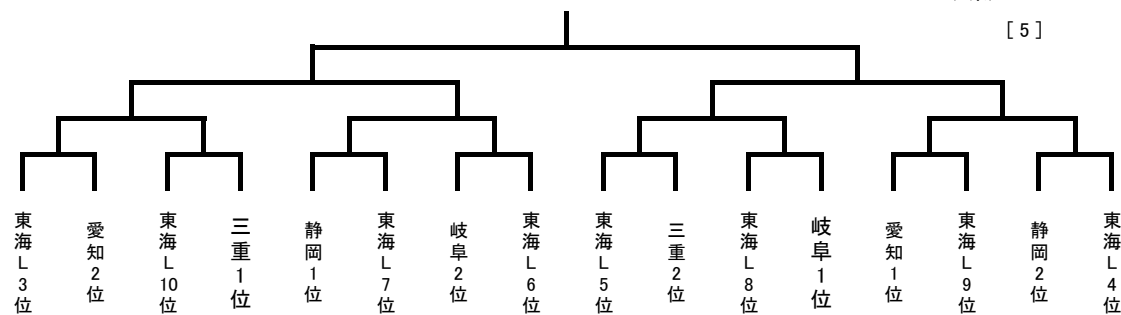 [5]
東海L3位
愛知2位
東海L10位
三重1位
静岡1位
東海L7位
岐阜2位
東海L6位
東海L5位
三重2位
東海L8位
岐阜1位
愛知1位
東海L9位
静岡2位
東海L4位